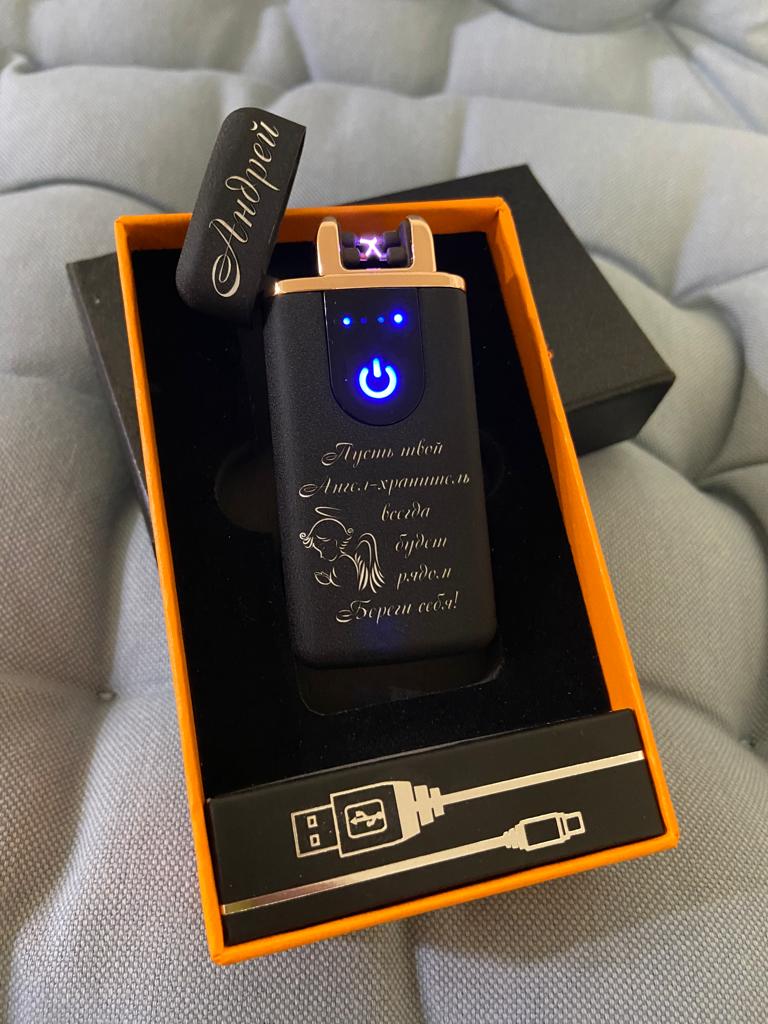 Андрей
Пусть твой
Ангел-хранитель
всегда
будет
рядом
Береги себя!